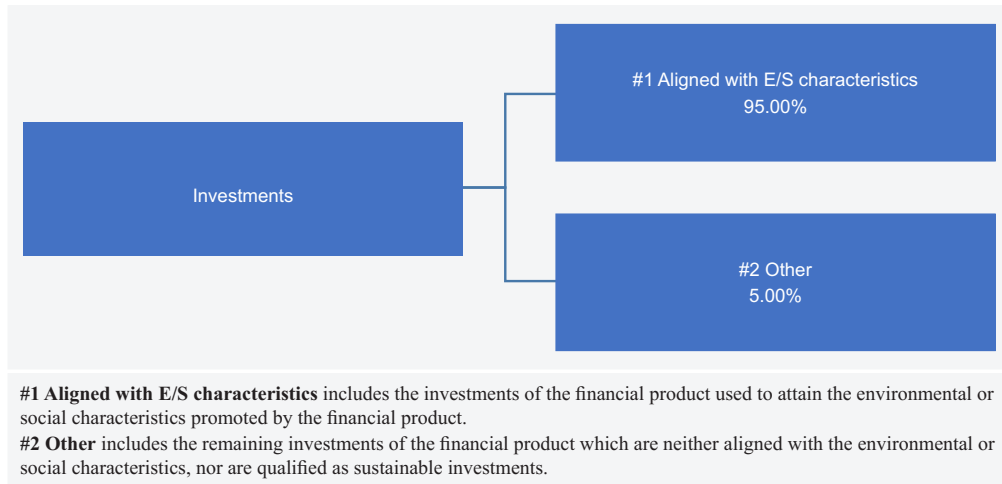 #1 Aligned with E/S characteristics
95.00%
Investments
#2 Other
5.00%
#1 Aligned with E/S characteristics includes the investments of the financial product used to attain the environmental or
social characteristics promoted by the financial product.
#2 Other includes the remaining investments of the financial product which are neither aligned with the environmental or
social characteristics, nor are qualified as sustainable investments.